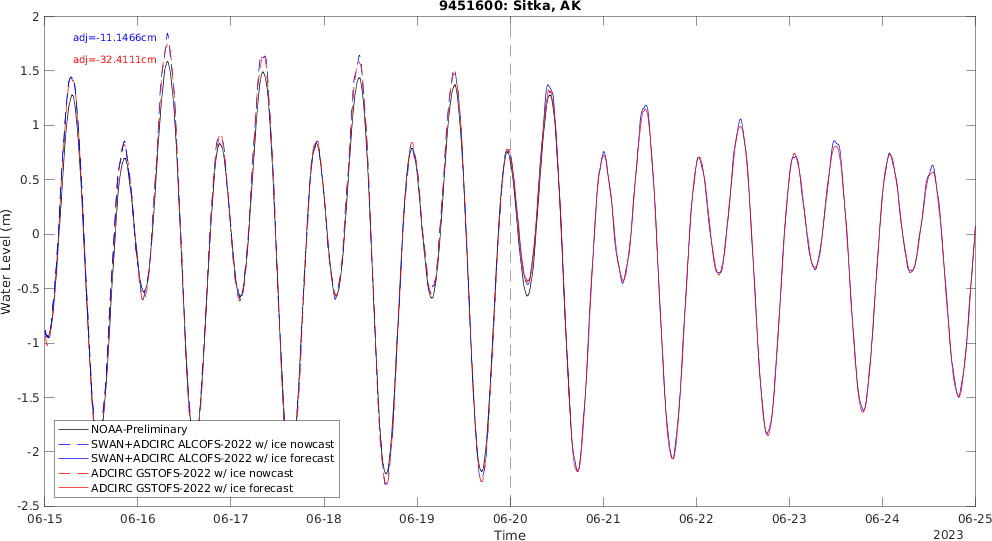 9451600: Sitka, AK
adj=-11.1466cm
adj=-32.4111cm
Water Level (m)
2
1.5
1
0.5
0
-0.5
-1
-1.5
-2
-2.5
NOAA-Preliminary
SWAN+ADCIRC ALCOFS-2022 w/ ice nowcast
SWAN+ADCIRC ALCOFS-2022 w/ ice forecast
ADCIRC GSTOFS-2022 w/ ice nowcast
ADCIRC GSTOFS-2022 w/ ice forecast
06-15 06-16 06-17 06-18 06-19 06-20 06-21 06-22 06-23 06-24 06-25
Time
2023